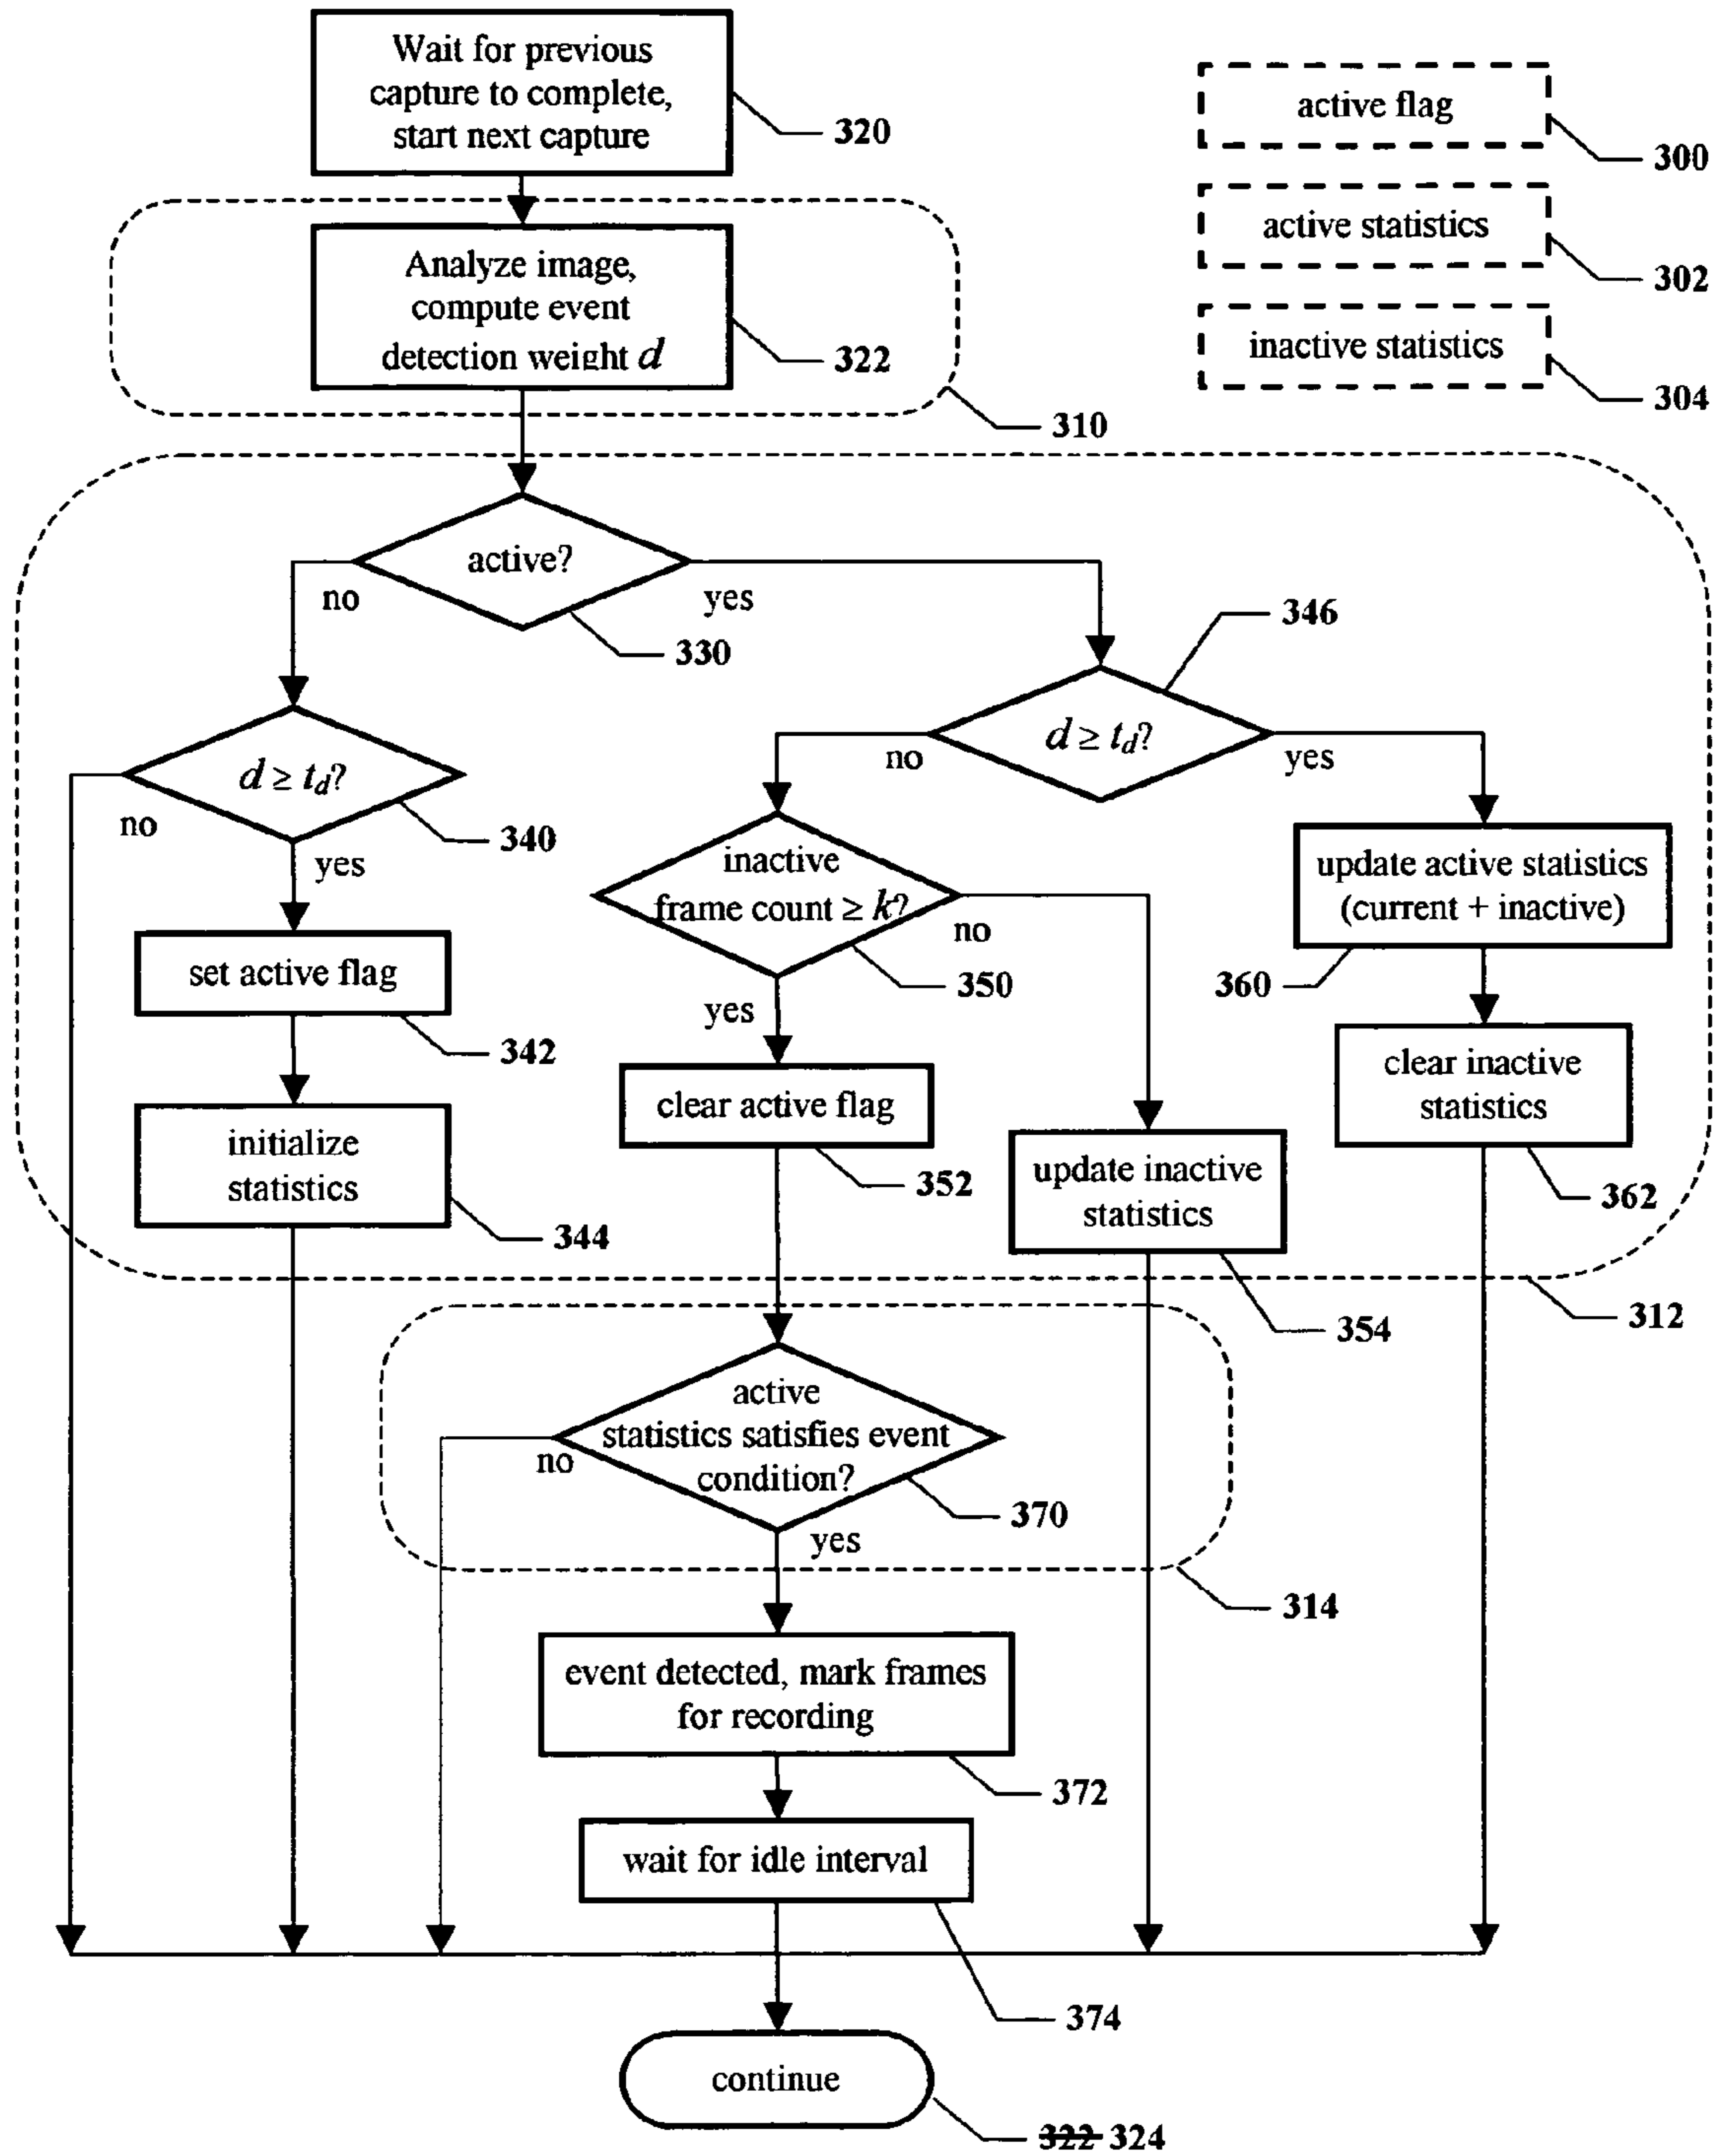 Wait for previous
capture to complete,
start next capture
320
active flag
300
active statistics
302
inactive statistics
304
Analyze image,
compute event
detection weight d
322
310
active?
no
yes
330
346
d ≥ td?
no
yes
340
d ≥ td?
no
yes
inactive
frame count ≥ k?
no
yes
350
update active statistics
(current + inactive)
360
set active flag
342
clear active flag
352
clear inactive
statistics
362
initialize
statistics
344
update inactive
statistics
354
312
active
statistics satisfies event
condition?
no
yes
370
314
event detected, mark frames
for recording
372
wait for idle interval
374
continue
322 324